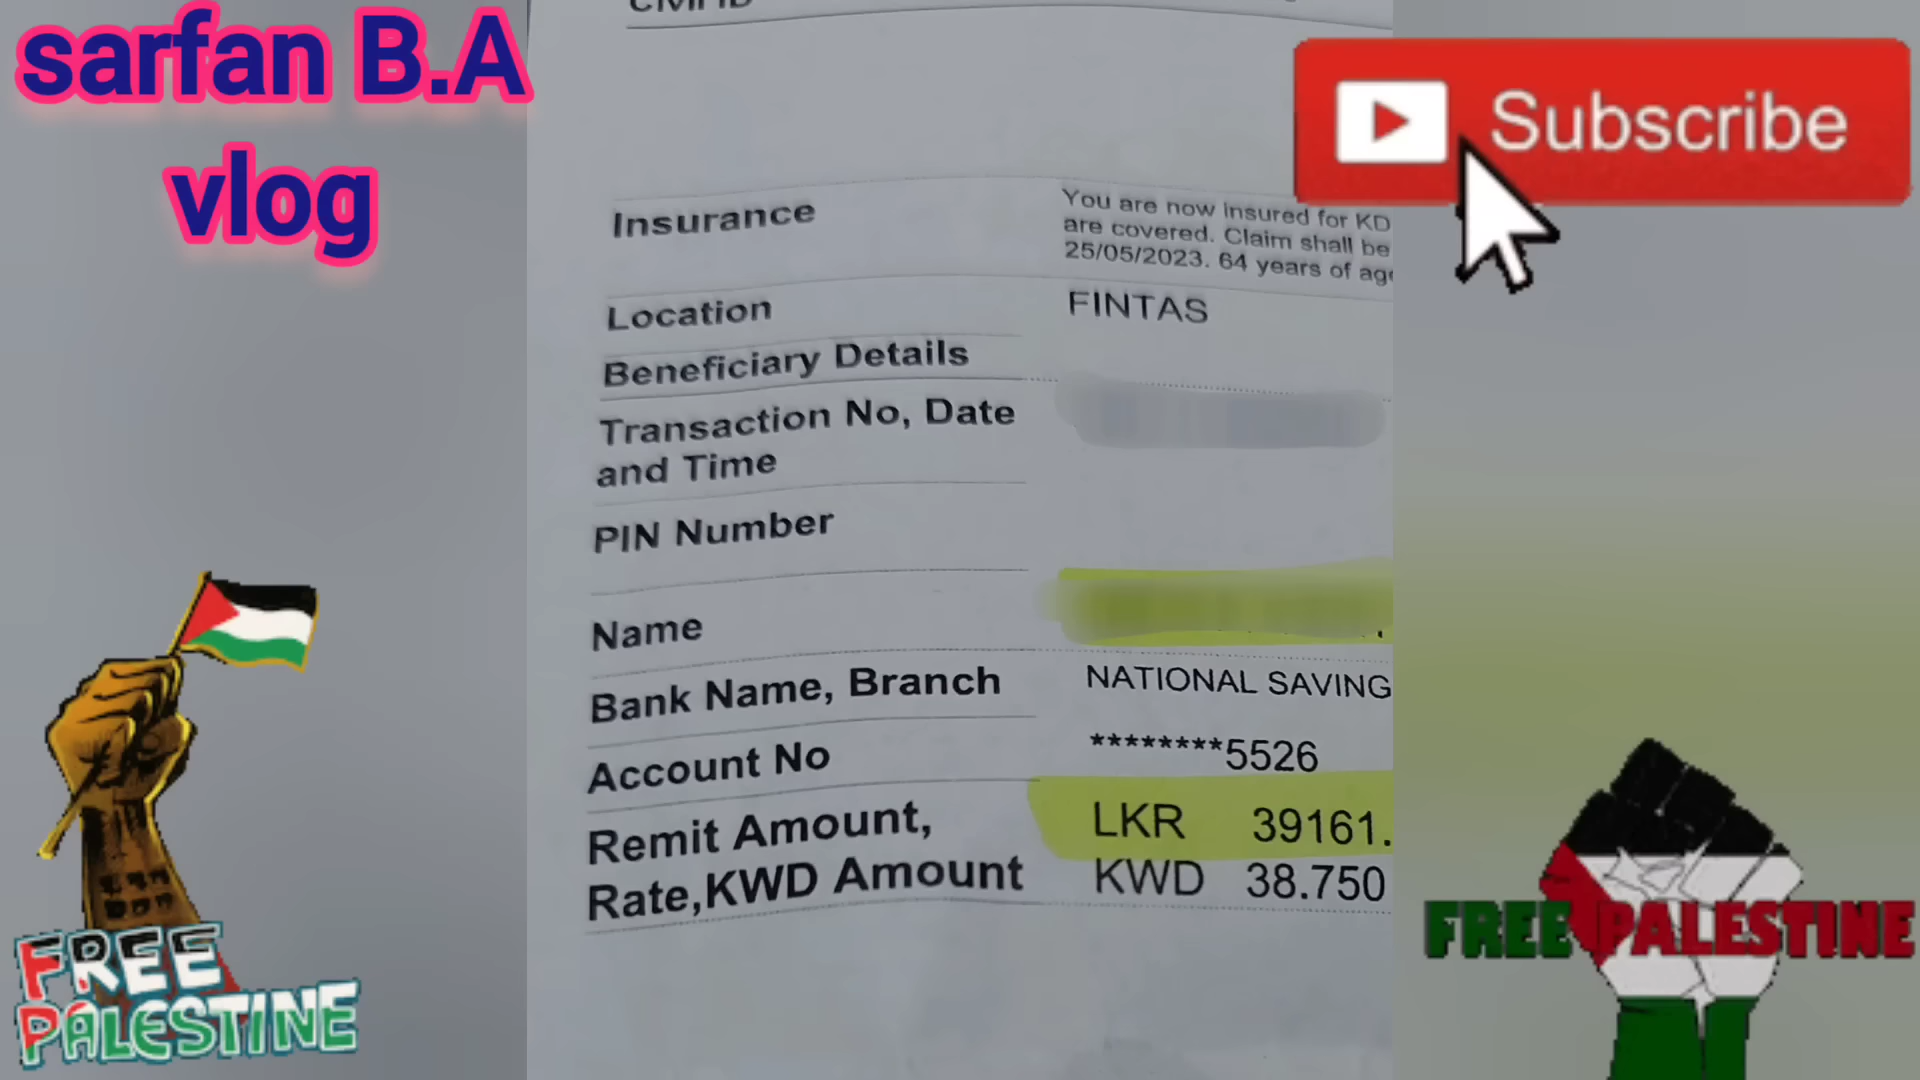 sarfan B.A
vlog
Subscribe
Insurance
You are now insured for KD
are covered. Claim shall be
25/05/2023. 64 years of age
Location
FINTAS
Beneficiary Details
Transaction No, Date
and Time
PIN Number
Name
Bank Name, Branch
NATIONAL SAVING
Account No
********5526
Remit Amount,
LKR 39161.
Rate,KWD Amount
KWD 38.750
FREE
PALESTINE
FREE PALESTINE